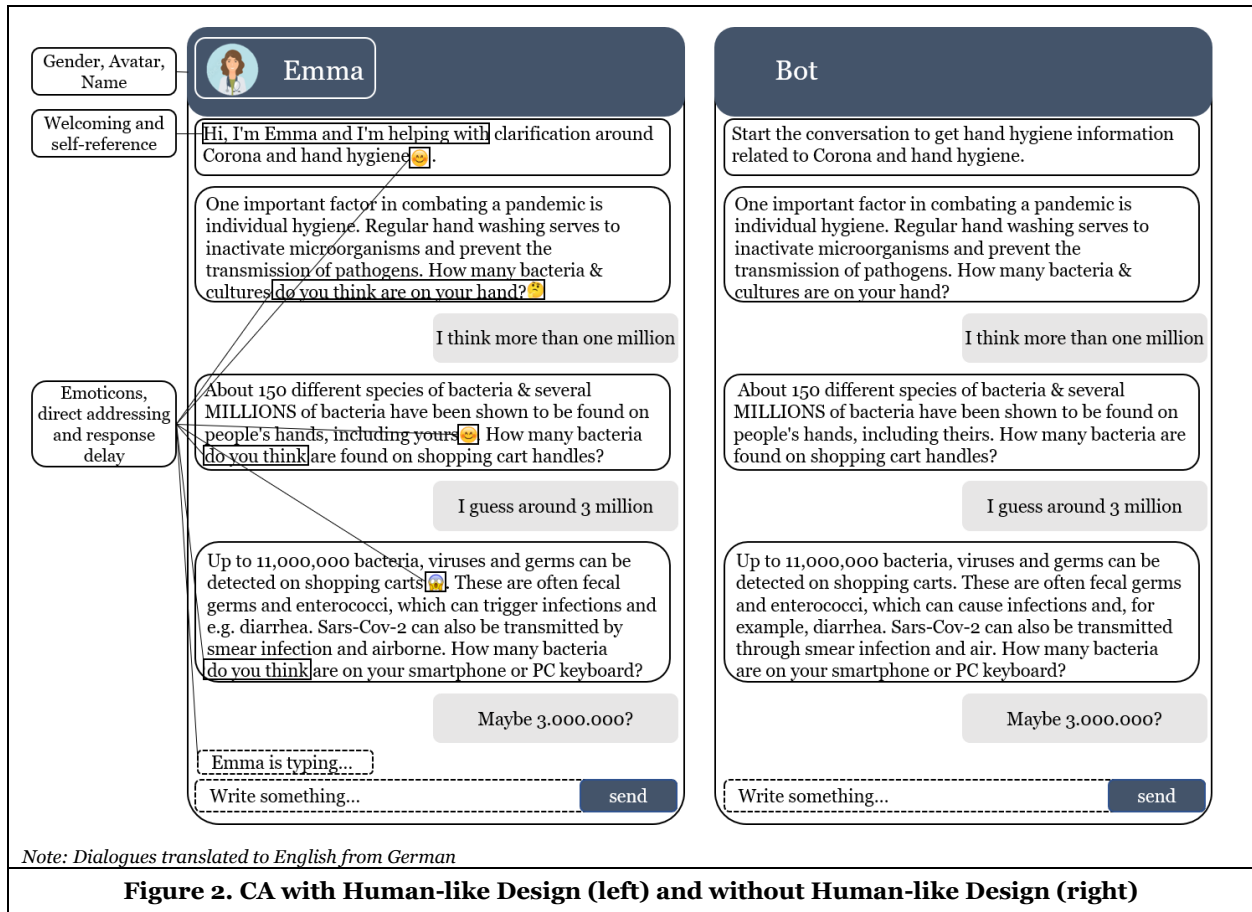 Gender, Avatar,
Name
Welcoming and
self-reference
Emoticons,
direct addressing
and response
delay
Emma
Hi, I'm Emma and I'm helping with clarification around
Corona and hand hygiene😊.
One important factor in combating a pandemic is
individual hygiene. Regular hand washing serves to
inactivate microorganisms and prevent the
transmission of pathogens. How many bacteria &
cultures do you think are on your hand?🤔
I think more than one million
About 150 different species of bacteria & several
MILLIONS of bacteria have been shown to be found on
people's hands, including yours😊. How many bacteria
do you think are found on shopping cart handles?
I guess around 3 million
Up to 11,000,000 bacteria, viruses and germs can be
detected on shopping carts😱. These are often fecal
germs and enterococci, which can trigger infections and
e.g. diarrhea. Sars-Cov-2 can also be transmitted by
smear infection and airborne. How many bacteria
do you think are on your smartphone or PC keyboard?
Maybe 3.000.000?
Emma is typing...
Write something...
send
Bot
Start the conversation to get hand hygiene information
related to Corona and hand hygiene.
One important factor in combating a pandemic is
individual hygiene. Regular hand washing serves to
inactivate microorganisms and prevent the
transmission of pathogens. How many bacteria &
cultures are on your hand?
I think more than one million
About 150 different species of bacteria & several
MILLIONS of bacteria have been shown to be found on
people's hands, including theirs. How many bacteria are
found on shopping cart handles?
I guess around 3 million
Up to 11,000,000 bacteria, viruses and germs can be
detected on shopping carts. These are often fecal germs
and enterococci, which can cause infections and, for
example, diarrhea. Sars-Cov-2 can also be transmitted
through smear infection and air. How many bacteria
are on your smartphone or PC keyboard?
Maybe 3.000.000?
Write something...
send
Note: Dialogues translated to English from German
Figure 2. CA with Human-like Design (left) and without Human-like Design (right)